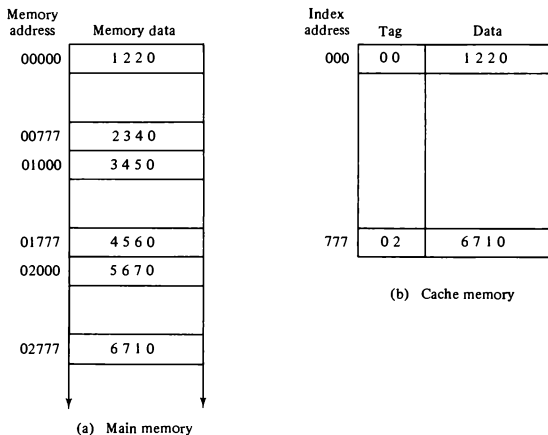 Memory address Memory data
00000 1 2 2 0
00777 2 3 4 0
01000 3 4 5 0
01777 4 5 6 0
02000 5 6 7 0
02777 6 7 1 0
(a) Main memory
Index address Tag Data
000 0 0 1 2 2 0
777 0 2 6 7 1 0
(b) Cache memory